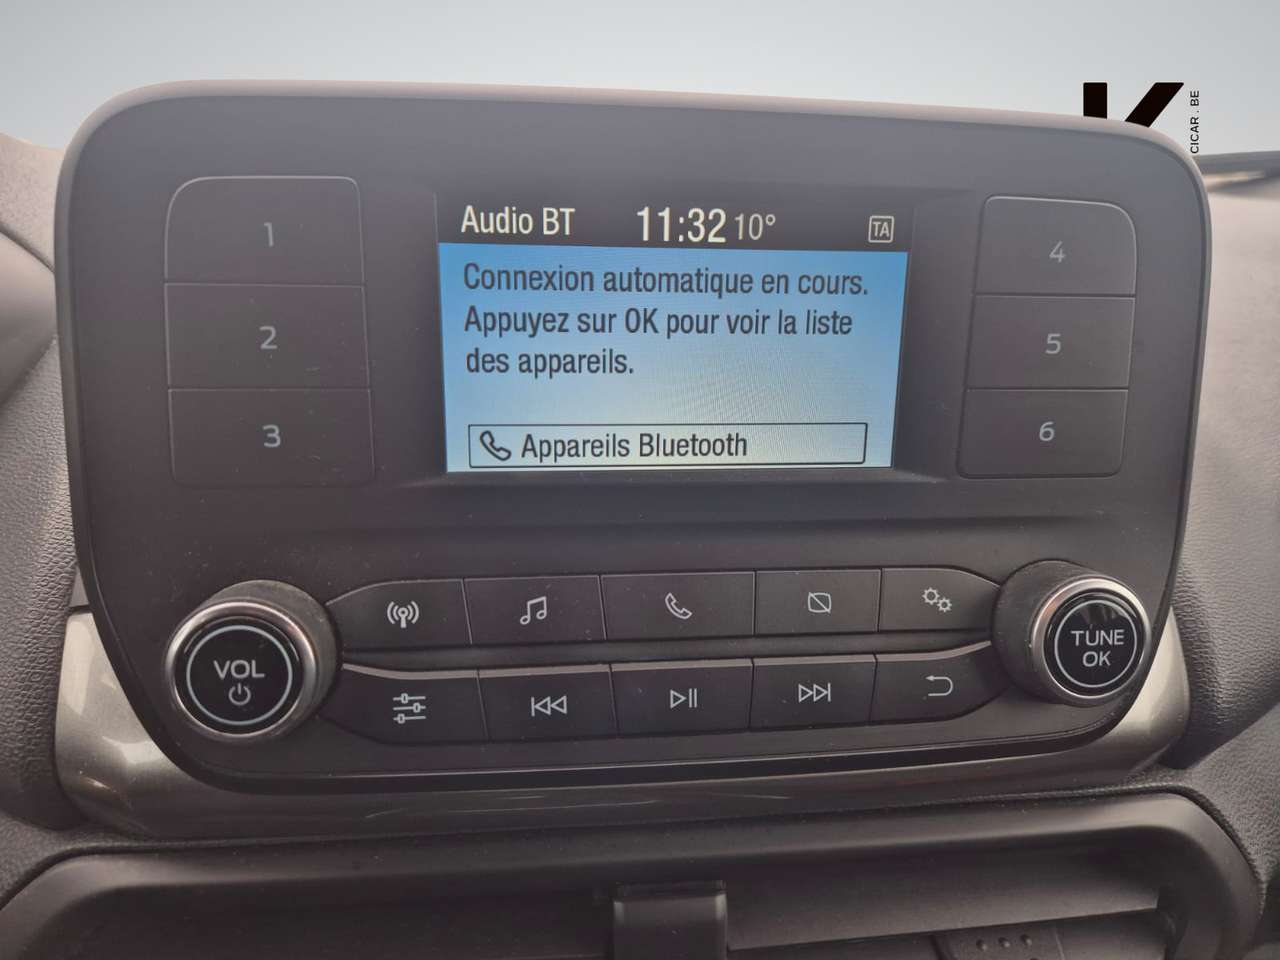 Audio BT 11:32 10° TA
Connexion automatique en cours.
Appuyez sur OK pour voir la liste
des appareils.
Appareils Bluetooth
1
2
3
4
5
6
VOL
TUNE
OK
CICAR . BE